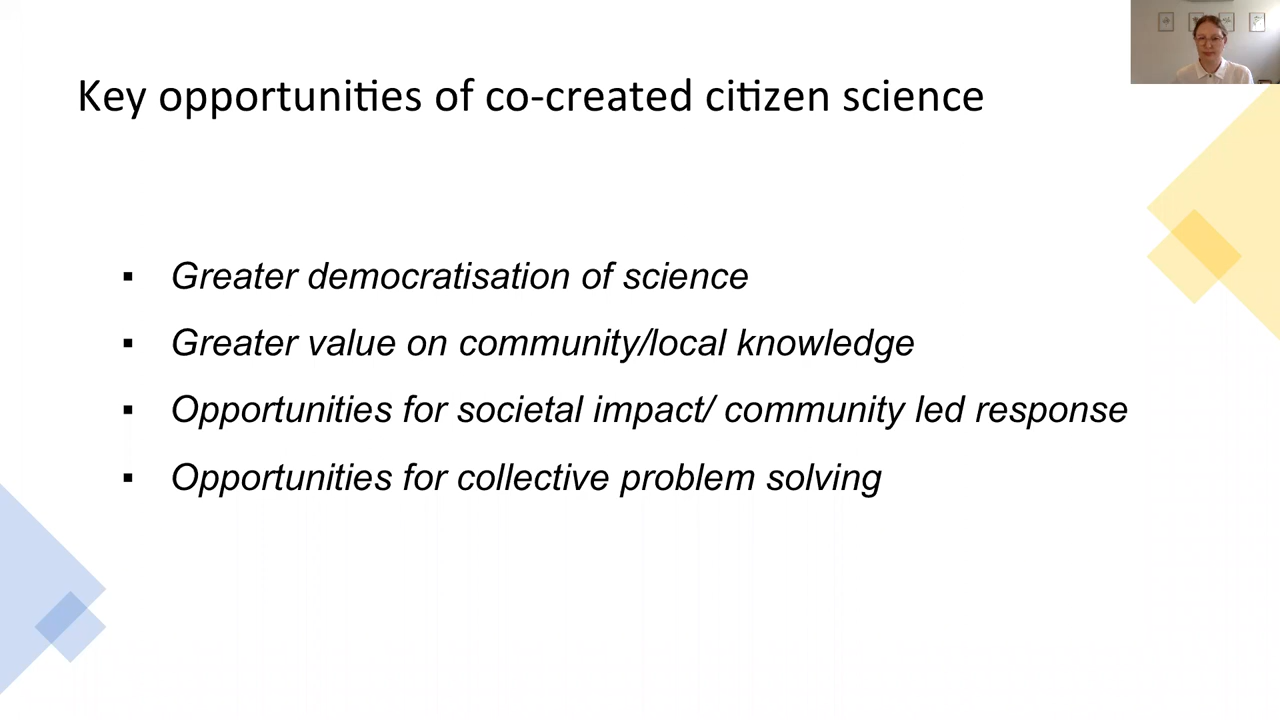 Key opportunities of co-created citizen science
▪ Greater democratisation of science
▪ Greater value on community/local knowledge
▪ Opportunities for societal impact/ community led response
▪ Opportunities for collective problem solving